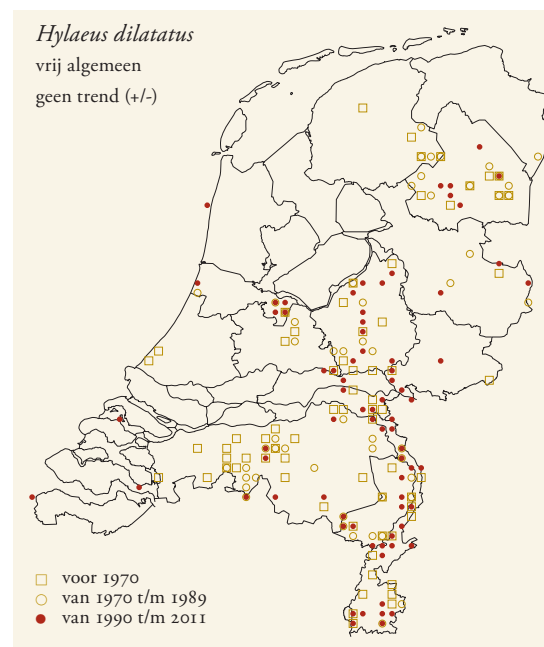 Hylaeus dilatatus
vrij algemeen
geen trend (+/-)
voor 1970
van 1970 t/m 1989
van 1990 t/m 2011